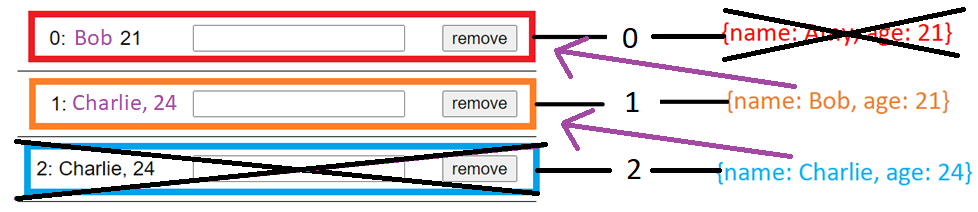 0: Bob 21 remove 0 {name: Amy, age: 21}
1: Charlie, 24 remove 1 {name: Bob, age: 21}
2: Charlie, 24 remove 2 {name: Charlie, age: 24}